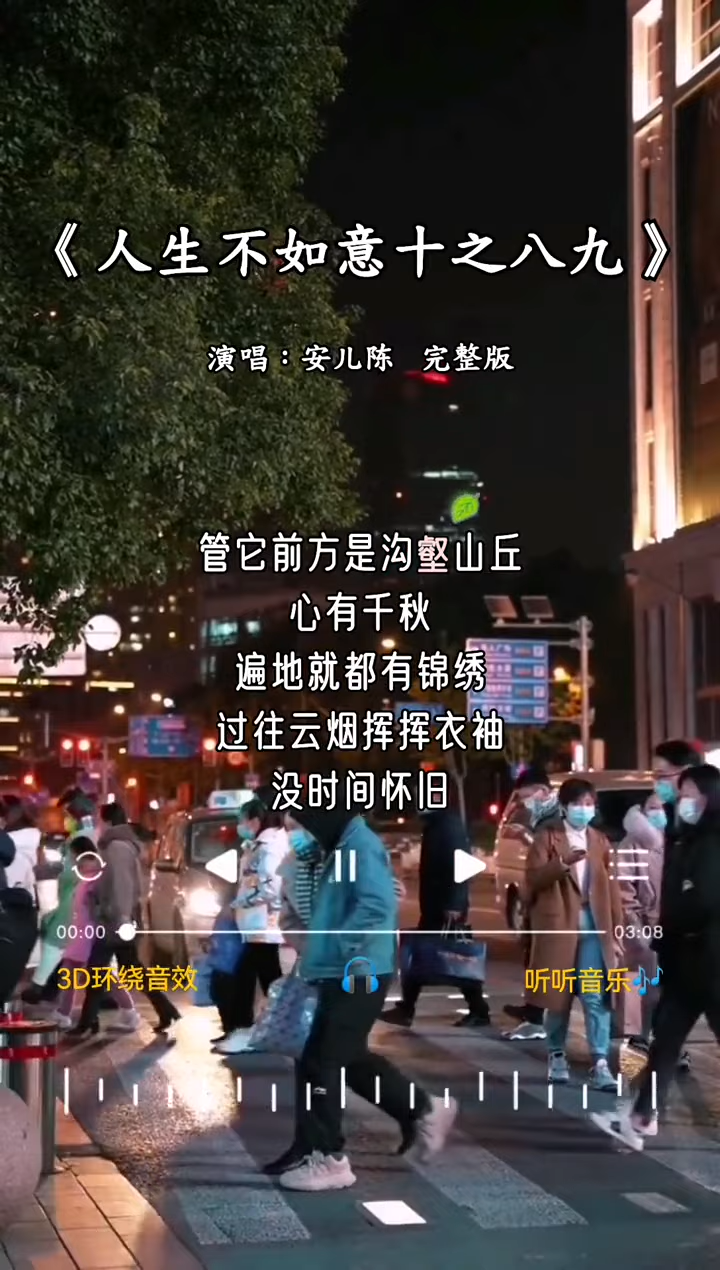 《人生不如意十之八九》
演唱：安儿陈 完整版
管它前方是沟壑山丘
心有千秋
遍地就都有锦绣
过往云烟挥挥衣袖
没时间怀旧
00:00 03:08
3D环绕音效 🎧 听听音乐🎶